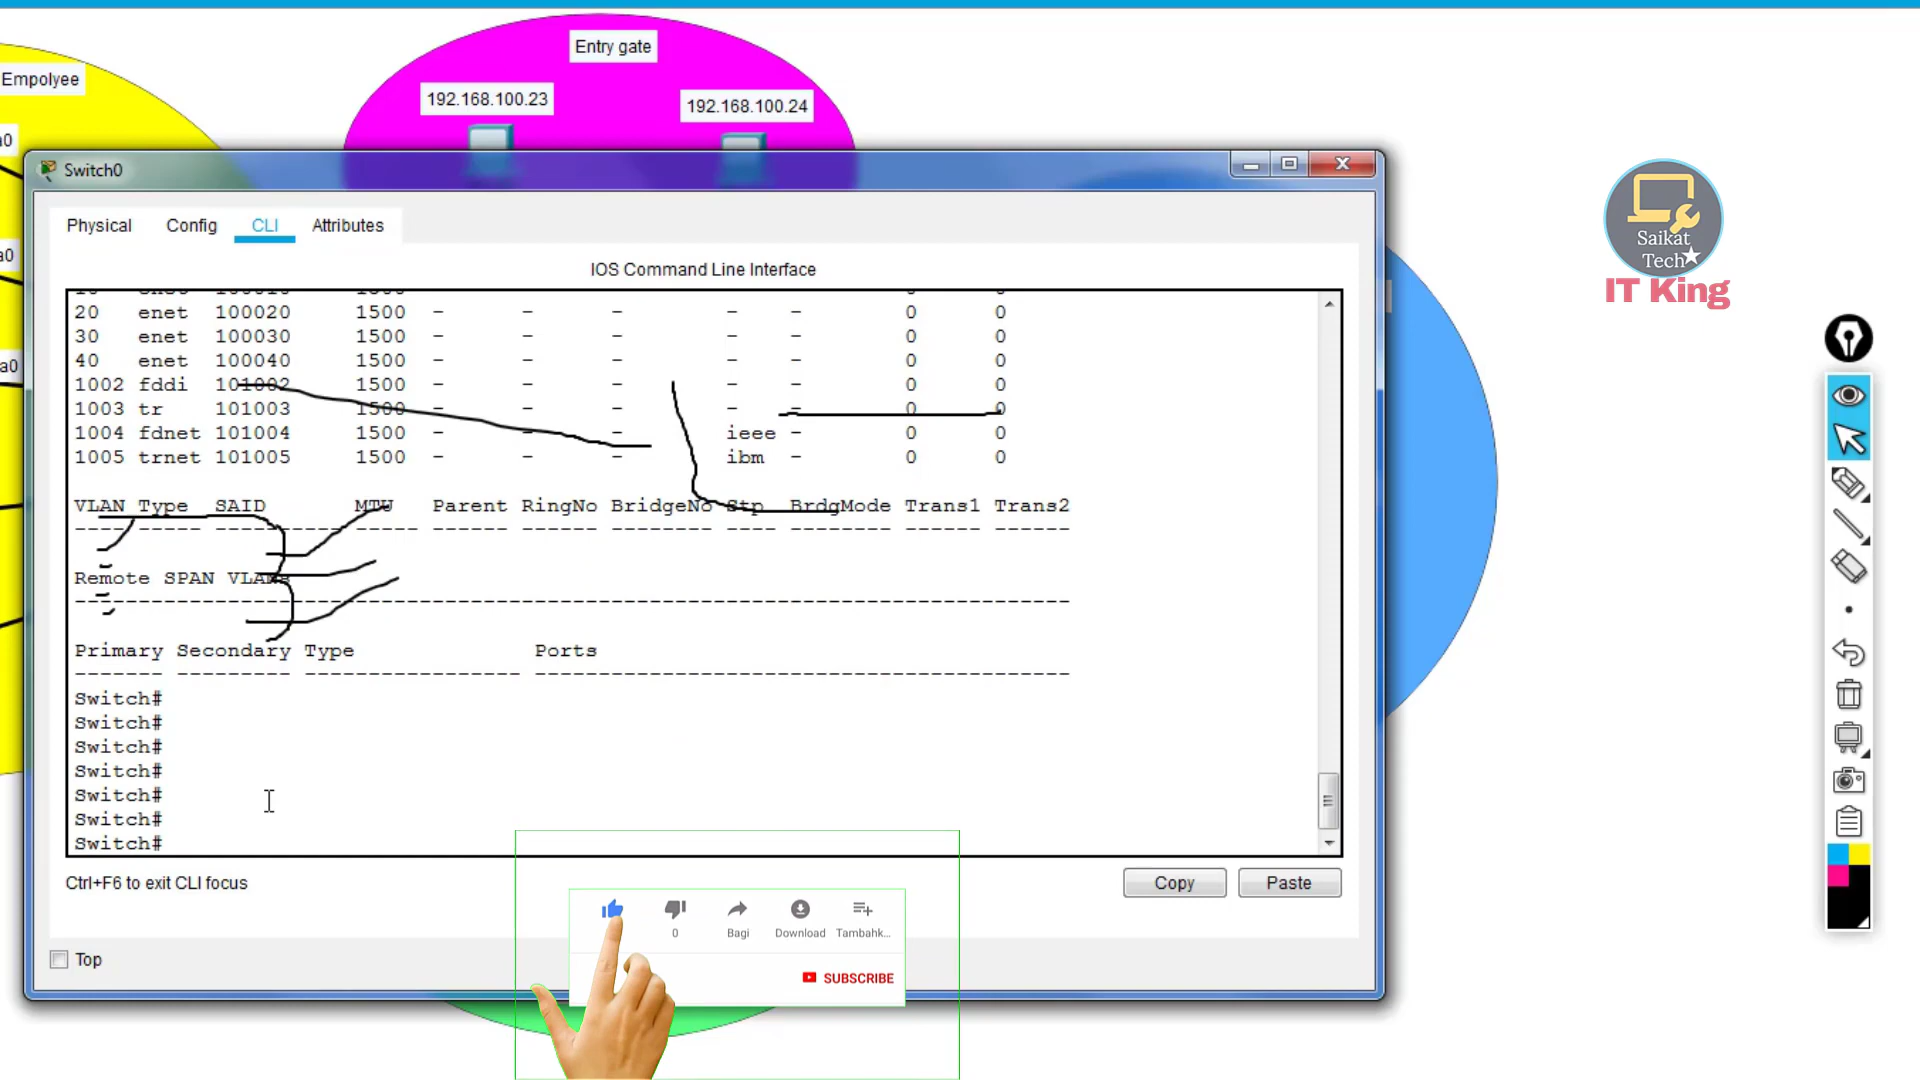 Entry gate
Empolyee
192.168.100.23
192.168.100.24
a0
a0
a0
Switch0
Physical Config CLI Attributes
IOS Command Line Interface
20 enet 100020 1500 - - - - - 0 0
30 enet 100030 1500 - - - - - 0 0
40 enet 100040 1500 - - - - - 0 0
1002 fddi 101002 1500 - - - - - 0 0
1003 tr 101003 1500 - - - - - 0 0
1004 fdnet 101004 1500 - - - ieee - 0 0
1005 trnet 101005 1500 - - - ibm - 0 0
VLAN Type SAID MTU Parent RingNo BridgeNo Stp BrdgMode Trans1 Trans2
---- ----- ---------- ----- ------ ------ -------- ---- -------- ------ ------
Remote SPAN VLANs
------------------------------------------------------------------------------
Primary Secondary Type Ports
------- --------- ----------------- ------------------------------------------
Switch#
Switch#
Switch#
Switch#
Switch#
Switch#
Switch#
Ctrl+F6 to exit CLI focus
Copy
Paste
Top
0 Bagi Download Tambahk...
SUBSCRIBE
Saikat
Tech
IT King